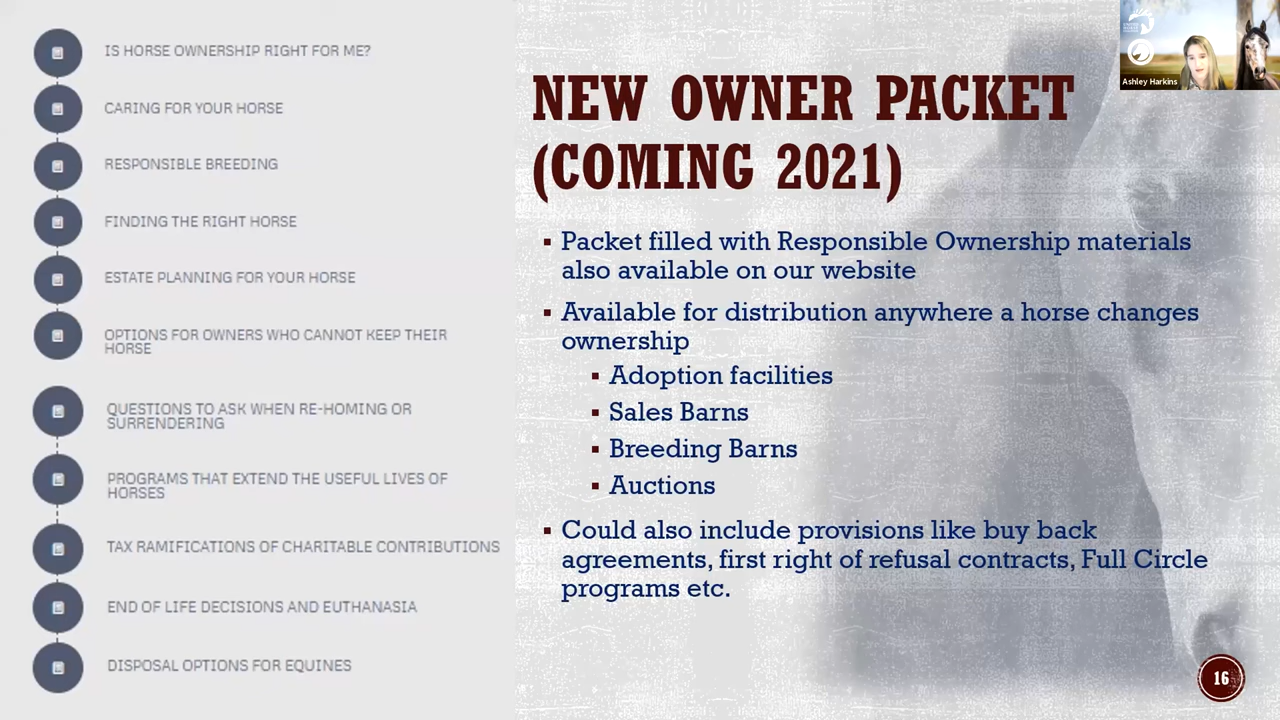 IS HORSE OWNERSHIP RIGHT FOR ME?
CARING FOR YOUR HORSE
RESPONSIBLE BREEDING
FINDING THE RIGHT HORSE
ESTATE PLANNING FOR YOUR HORSE
OPTIONS FOR OWNERS WHO CANNOT KEEP THEIR
HORSE
QUESTIONS TO ASK WHEN RE-HOMING OR
SURRENDERING
PROGRAMS THAT EXTEND THE USEFUL LIVES OF
HORSES
TAX RAMIFICATIONS OF CHARITABLE CONTRIBUTIONS
END OF LIFE DECISIONS AND EUTHANASIA
DISPOSAL OPTIONS FOR EQUINES
NEW OWNER PACKET
(COMING 2021)
Packet filled with Responsible Ownership materials
also available on our website
Available for distribution anywhere a horse changes
ownership
Adoption facilities
Sales Barns
Breeding Barns
Auctions
Could also include provisions like buy back
agreements, first right of refusal contracts, Full Circle
programs etc.
Ashley Harkins
16